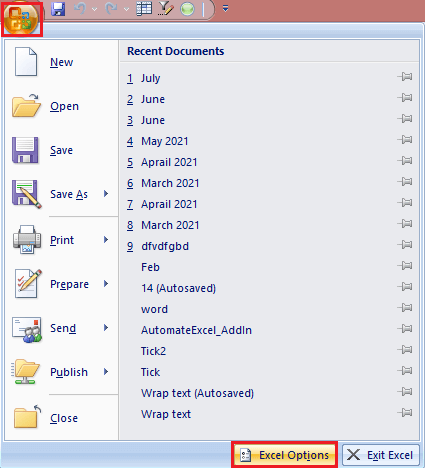 Recent Documents
New
Open
Save
Save As
Print
Prepare
Send
Publish
Close
1 July
2 June
3 June
4 May 2021
5 Aprail 2021
6 March 2021
7 Aprail 2021
8 March 2021
9 dfvdfgbd
Feb
14 (Autosaved)
word
AutomateExcel_AddIn
Tick2
Tick
Wrap text (Autosaved)
Wrap text
Excel Options
Exit Excel